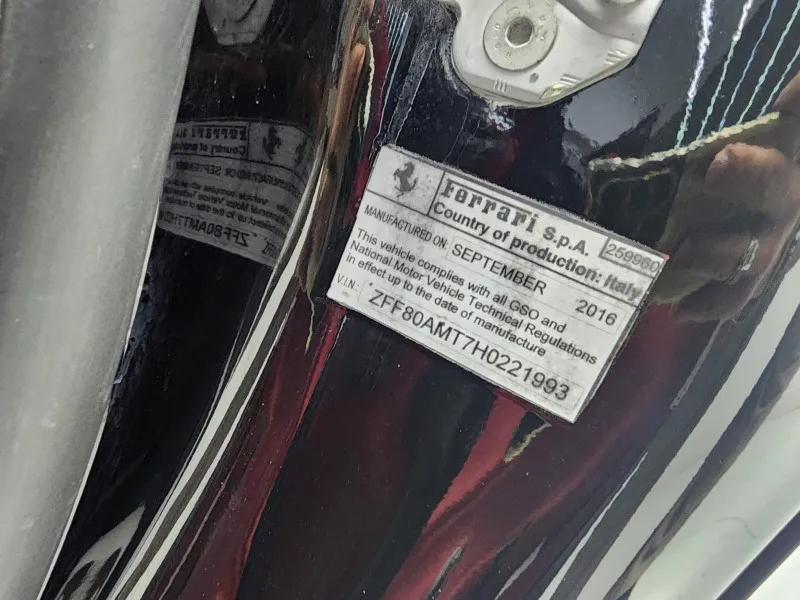 Ferrari S.p.A. 259960
Country of production: Italy
MANUFACTURED ON: SEPTEMBER 2016
This vehicle complies with all GSO and
National Motor Vehicle Technical Regulations
in effect up to the date of manufacture
V.I.N.: ZFF80AMT7H0221993